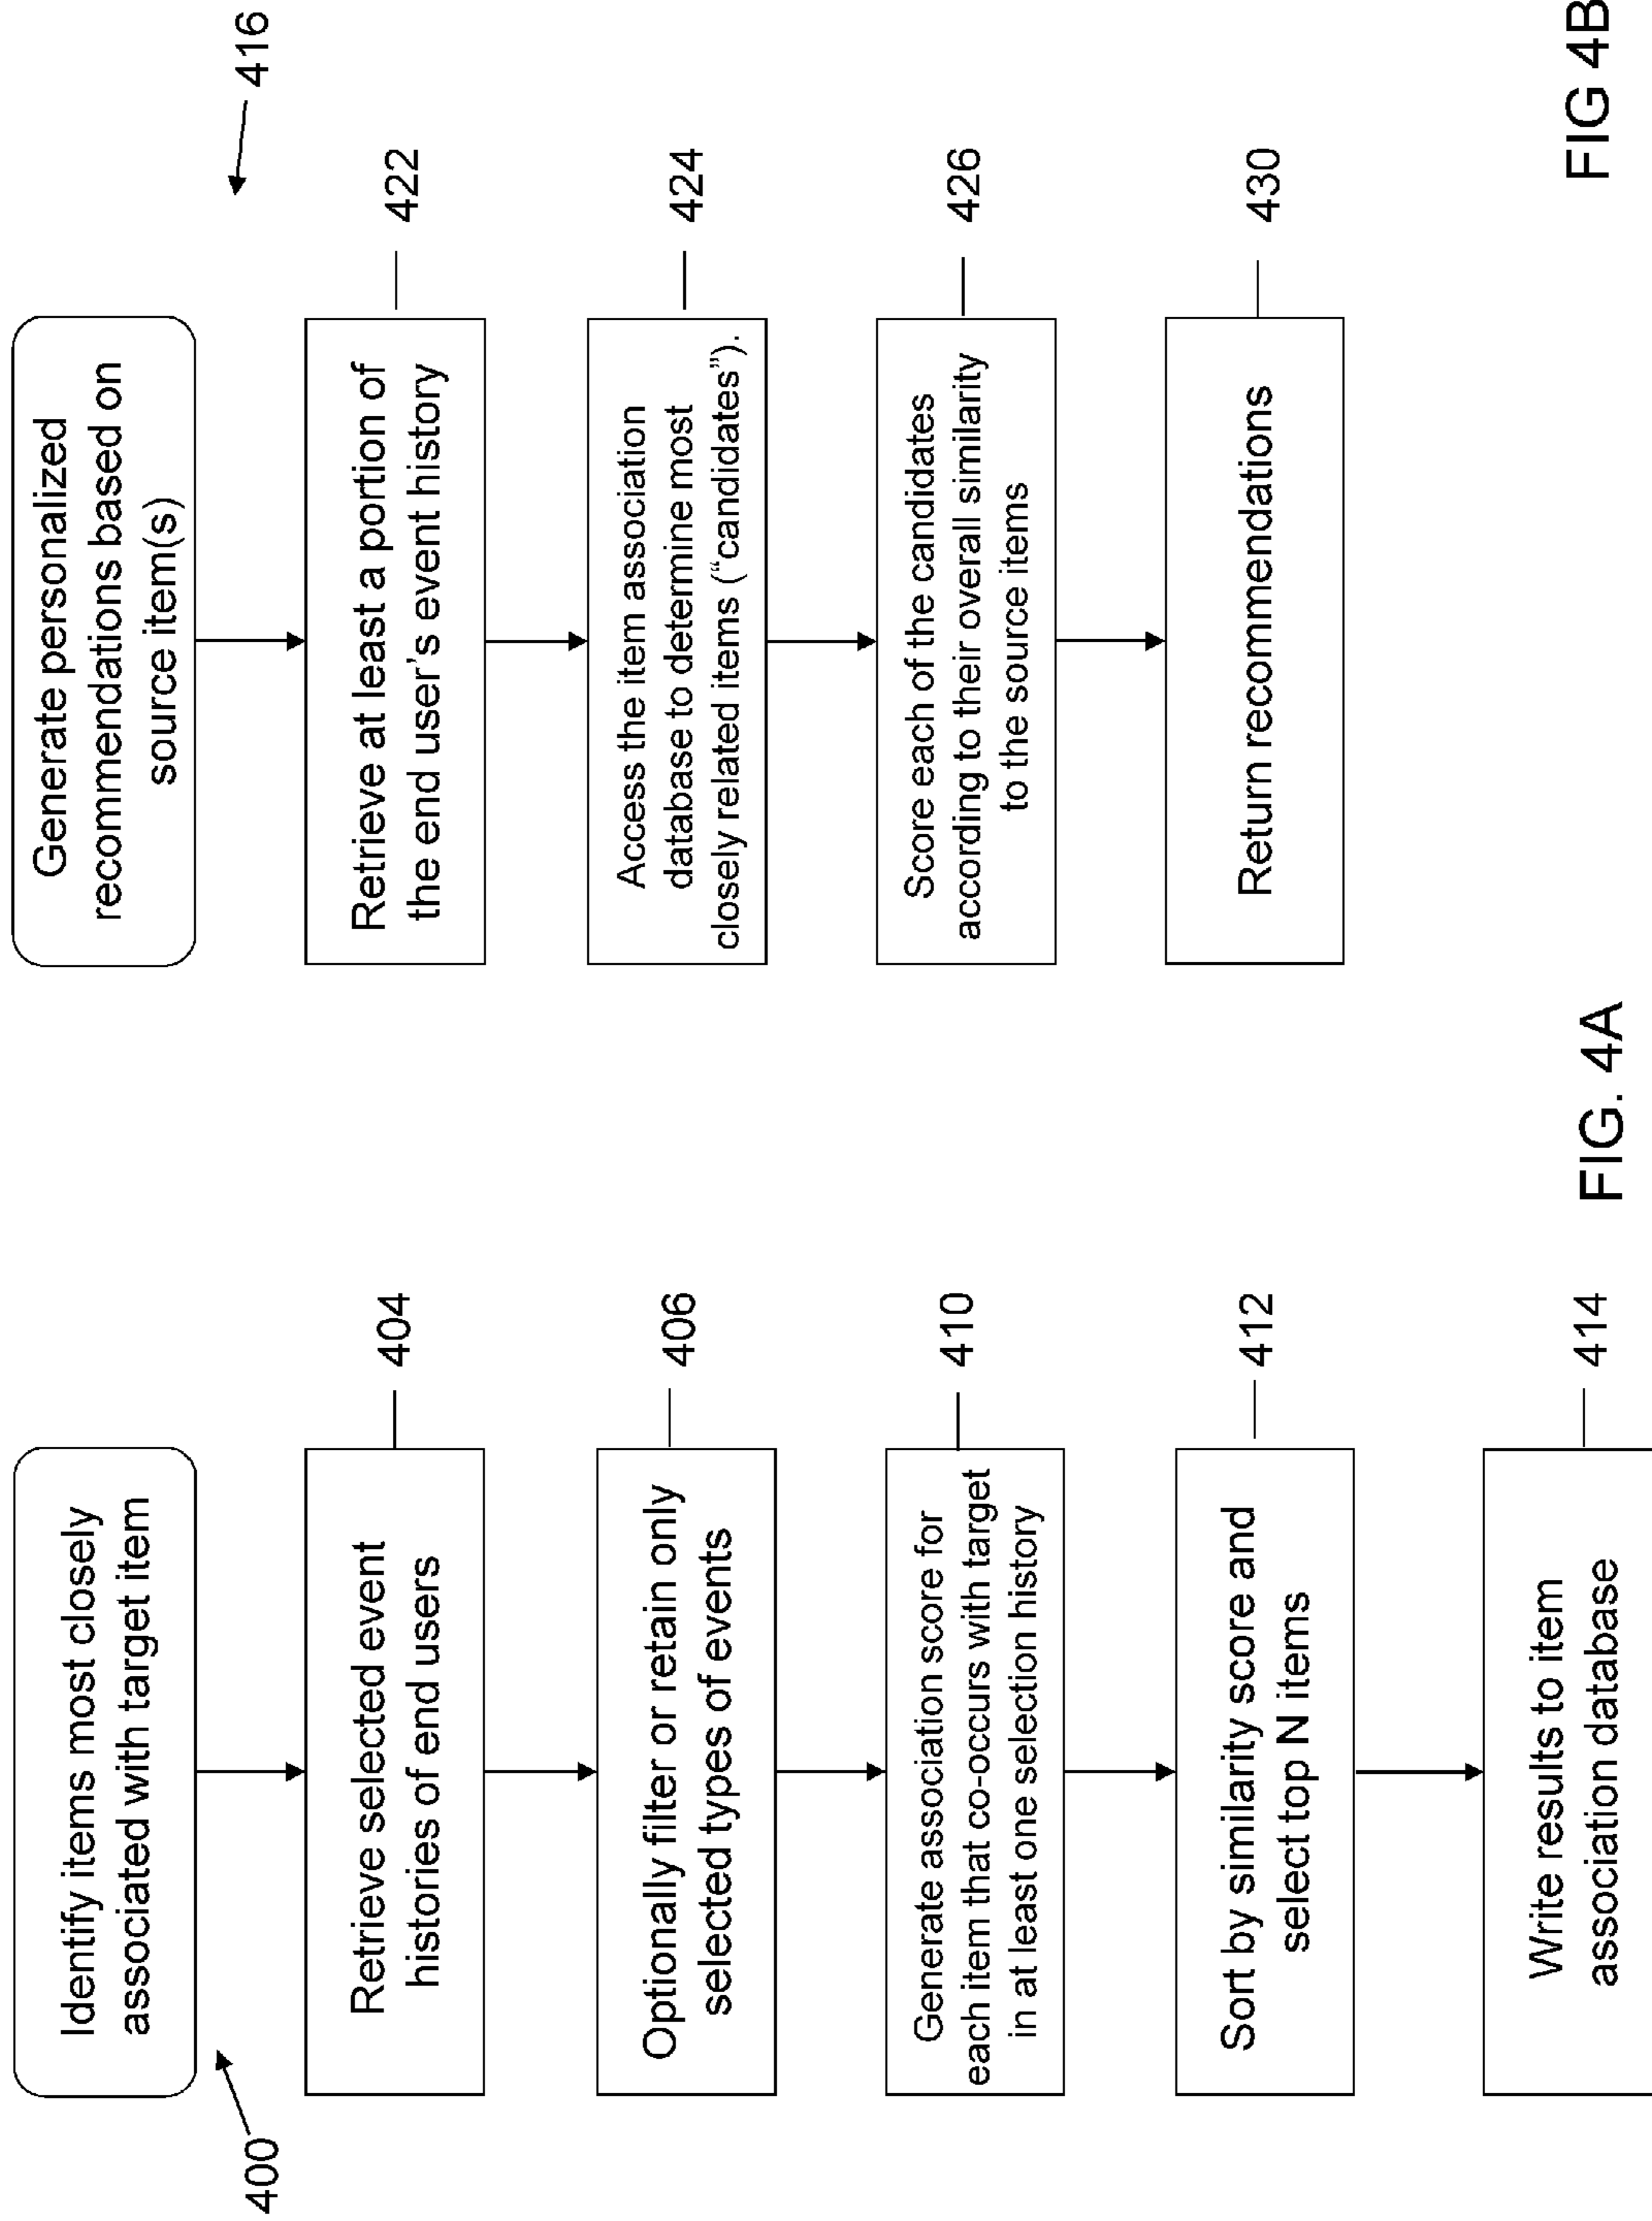 400
Identify items most closely
associated with target item
Retrieve selected event
histories of end users
404
Optionally filter or retain only
selected types of events
406
Generate association score for
each item that co-occurs with target
in at least one selection history
410
Sort by similarity score and
select top N items
412
Write results to item
association database
414
FIG. 4A
416
Generate personalized
recommendations based on
source item(s)
Retrieve at least a portion of
the end user's event history
422
Access the item association
database to determine most
closely related items (“candidates”).
424
Score each of the candidates
according to their overall similarity
to the source items
426
Return recommendations
430
FIG 4B